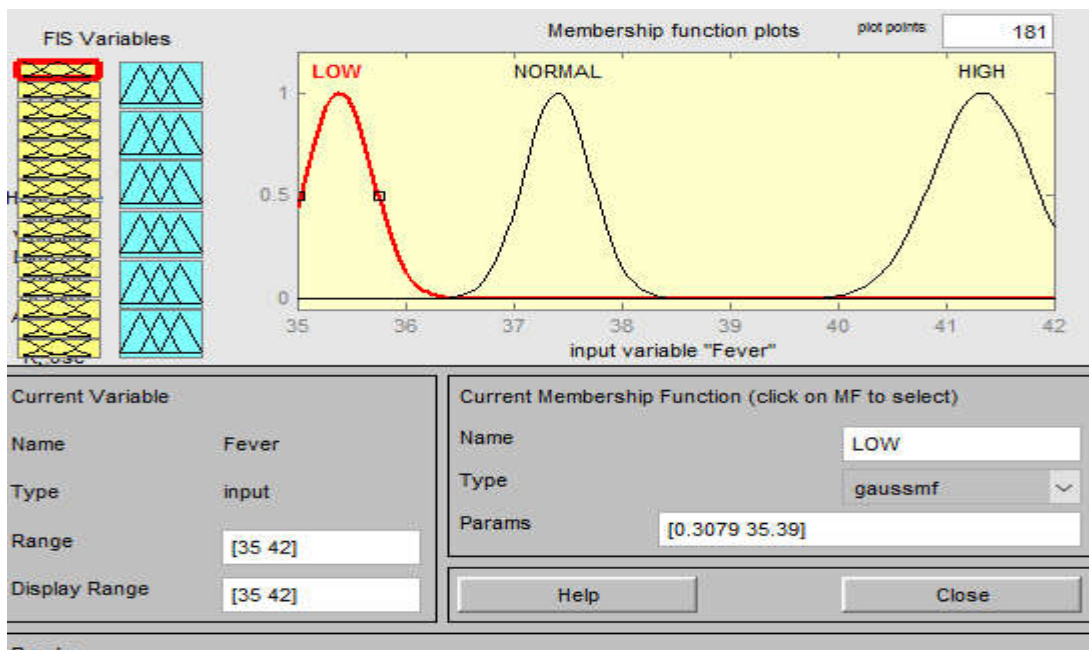 FIS Variables
Membership function plots
plot points:
181
LOW
NORMAL
HIGH
1
0.5
0
35
36
37
38
39
40
41
42
input variable "Fever"
Current Variable
Name
Fever
Type
input
Range
[35 42]
Display Range
[35 42]
Current Membership Function (click on MF to select)
Name
LOW
Type
gaussmf
Params
[0.3079 35.39]
Help
Close